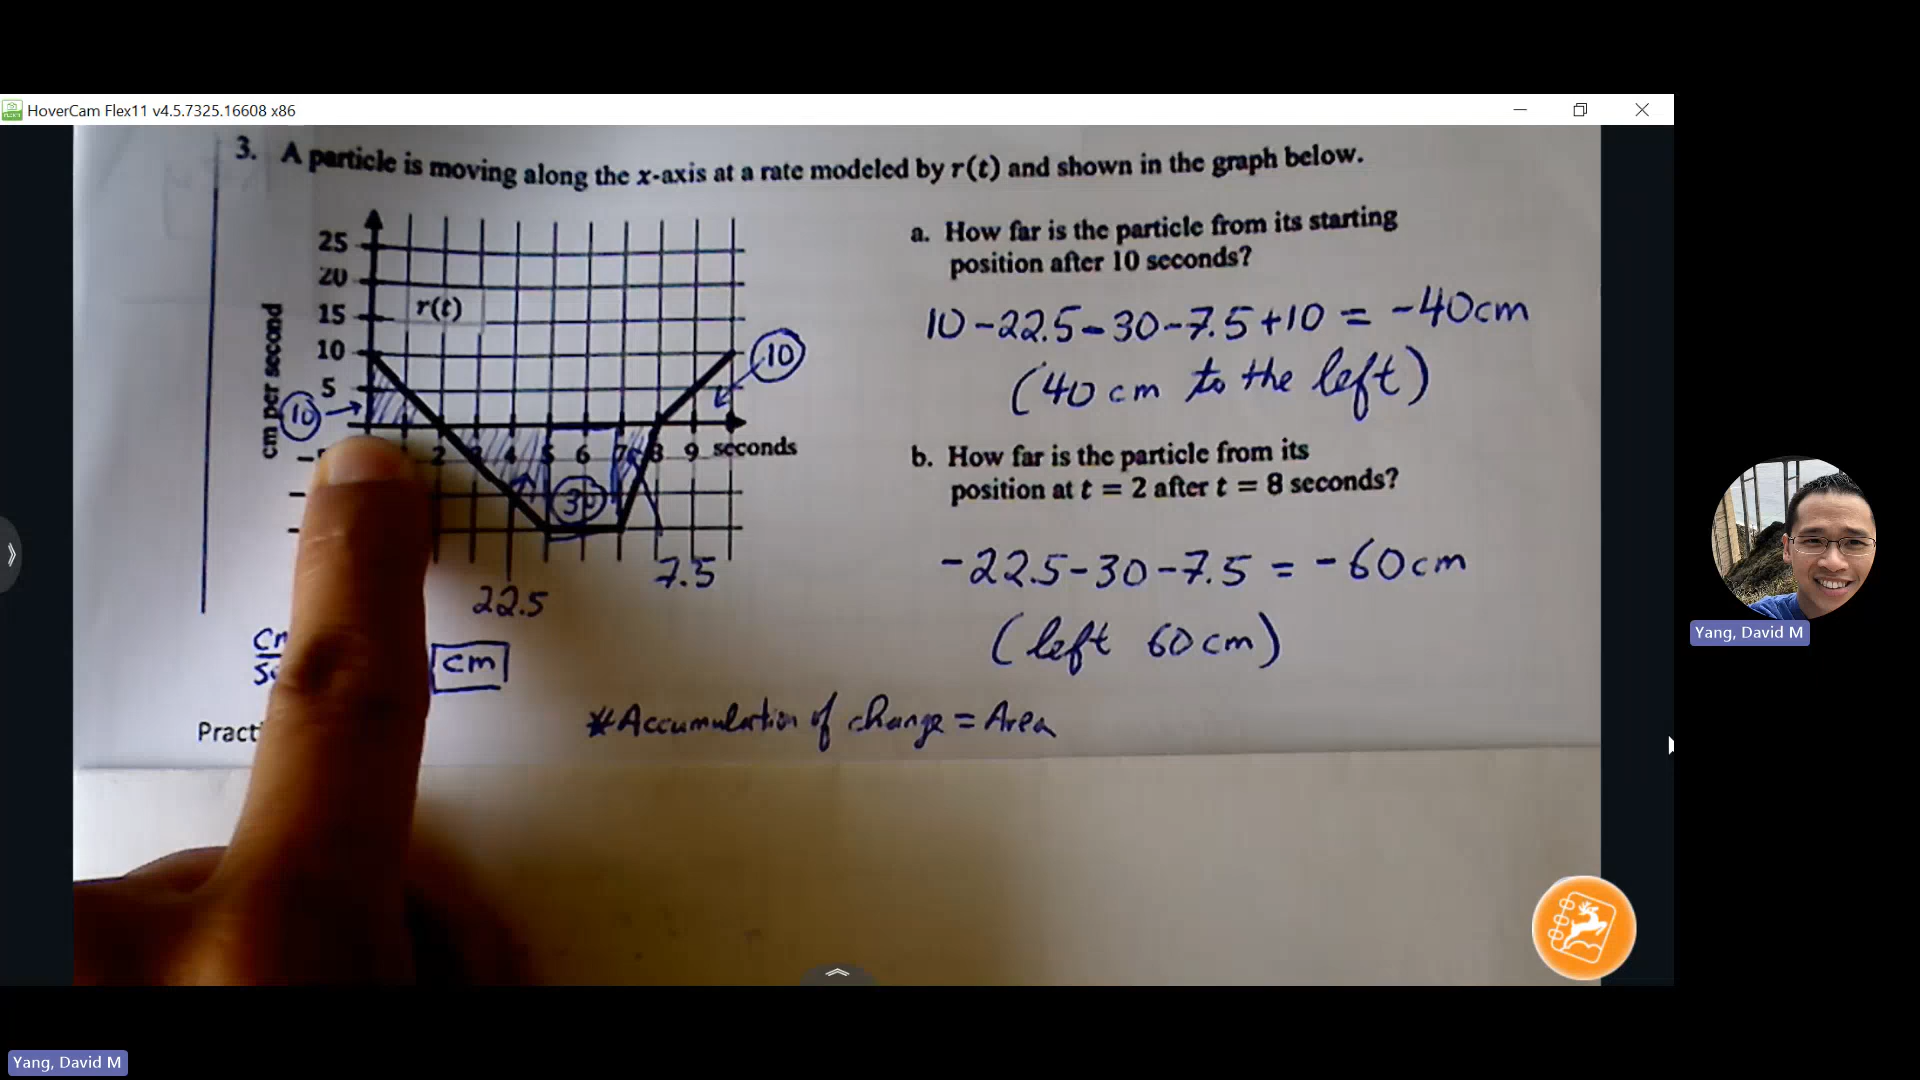 HoverCam Flex11 v4.5.7325.16608 x86
3. A particle is moving along the x-axis at a rate modeled by r(t) and shown in the graph below.
25
20
15
10
5
r(t)
cm per second
10
10
2
4
5
6
7
8
9
seconds
30
7.5
22.5
cm
a. How far is the particle from its starting
position after 10 seconds?
10-22.5-30-7.5+10 = -40cm
(40 cm to the left)
b. How far is the particle from its
position at t = 2 after t = 8 seconds?
-22.5-30-7.5 = -60cm
(left 60cm)
*Accumulation of change = Area
Yang, David M
Yang, David M